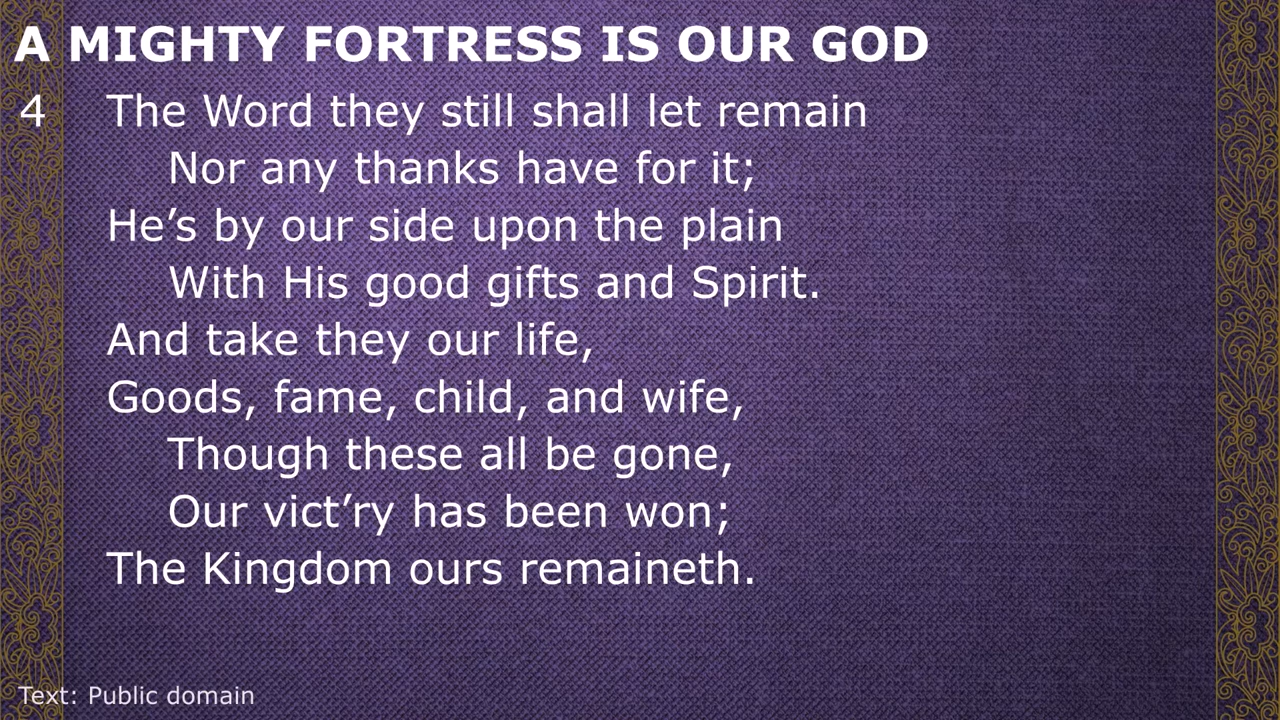 A MIGHTY FORTRESS IS OUR GOD
4 The Word they still shall let remain
Nor any thanks have for it;
He’s by our side upon the plain
With His good gifts and Spirit.
And take they our life,
Goods, fame, child, and wife,
Though these all be gone,
Our vict’ry has been won;
The Kingdom ours remaineth.
Text: Public domain